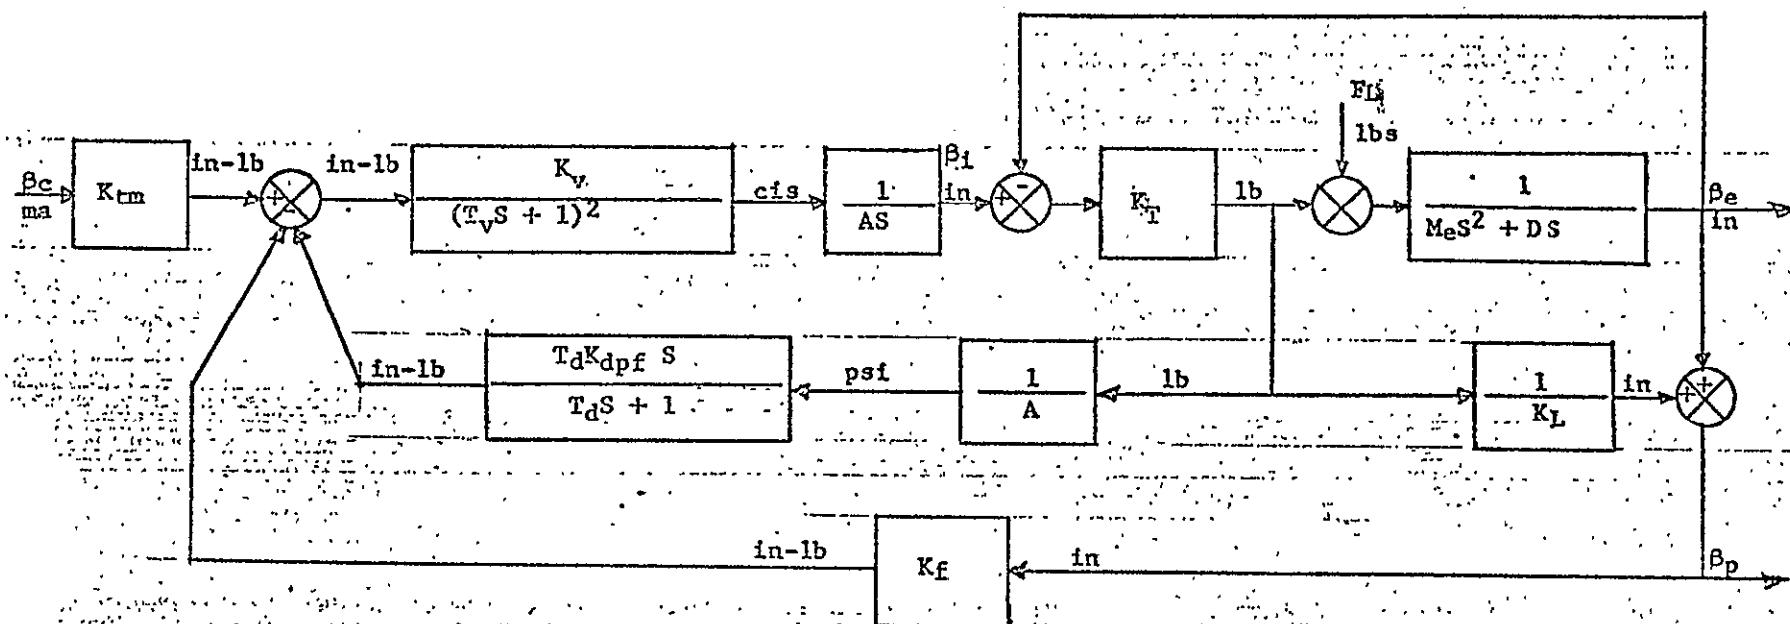 βc
ma
Ktm
in-lb
+
-
-
in-lb
Kv
(TvS + 1)²
cis
1
AS
βi
in
+
-
KT
lb
FL
lbs
1
MeS² + DS
βe
in
in-lb
TdKdpf S
TdS + 1
psi
1
A
lb
1
KL
in
+
+
in-lb
Kf
in
βp